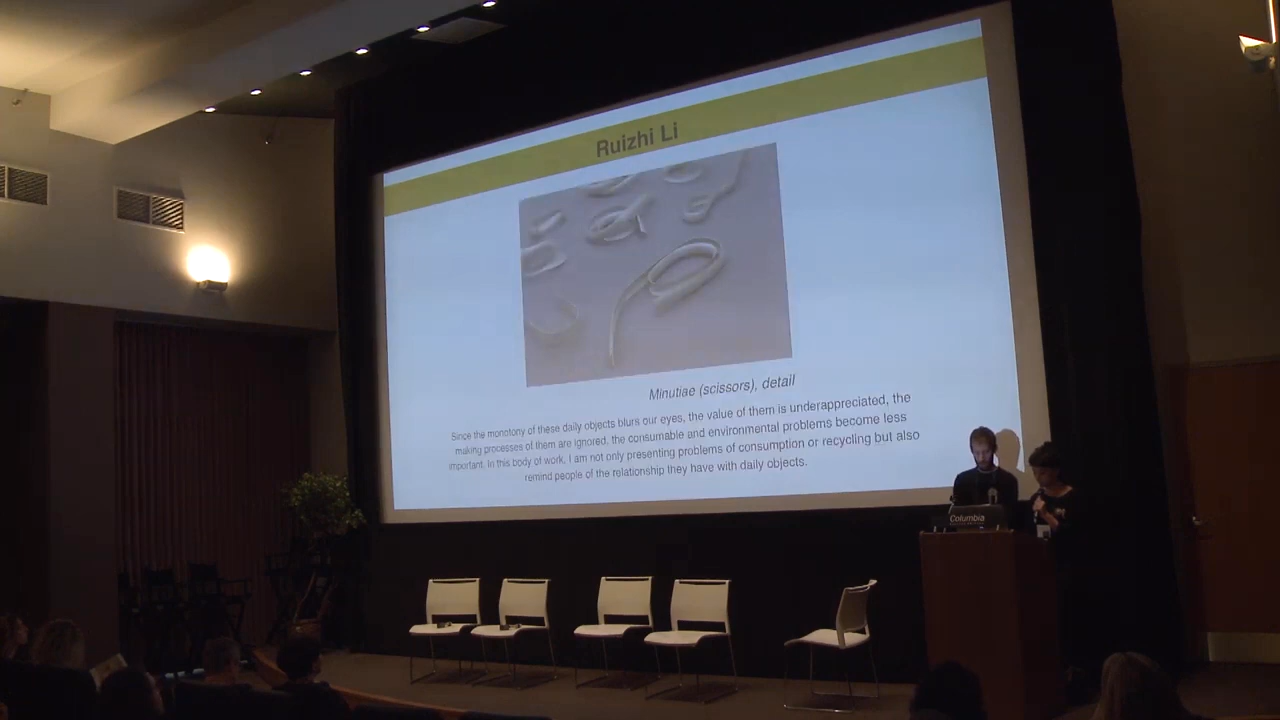 Ruizhi Li
Minutiae (scissors), detail
Since the monotony of these daily objects blurs our eyes, the value of them is underappreciated, the
making processes of them are ignored, the consumable and environmental problems become less
important. In this body of work, I am not only presenting problems of consumption or recycling but also
remind people of the relationship they have with daily objects.
Columbia